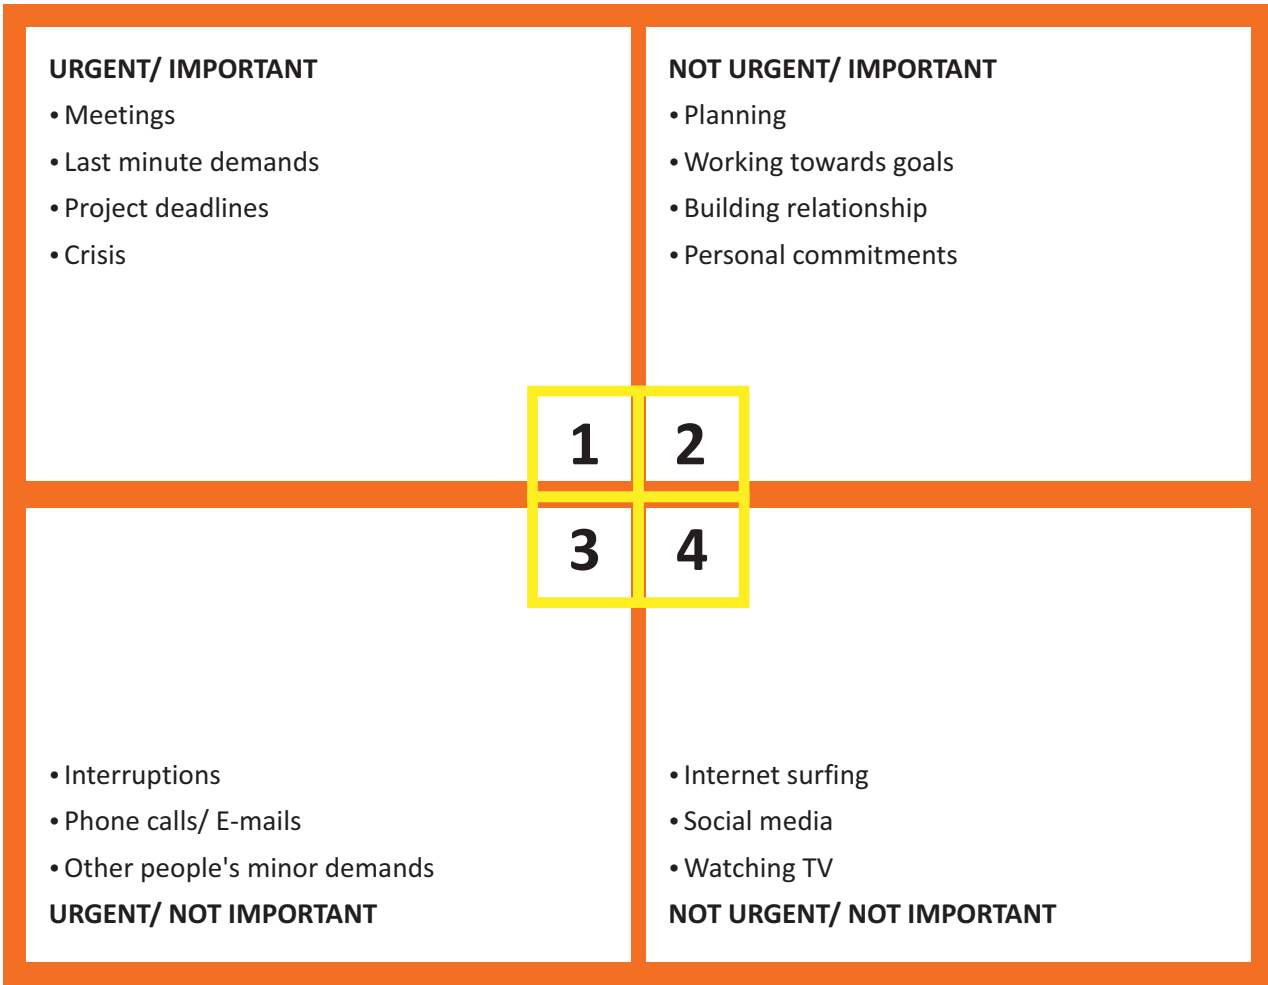 URGENT/ IMPORTANT
• Meetings
• Last minute demands
• Project deadlines
• Crisis
NOT URGENT/ IMPORTANT
• Planning
• Working towards goals
• Building relationship
• Personal commitments
1
2
3
4
• Interruptions
• Phone calls/ E-mails
• Other people's minor demands
URGENT/ NOT IMPORTANT
• Internet surfing
• Social media
• Watching TV
NOT URGENT/ NOT IMPORTANT